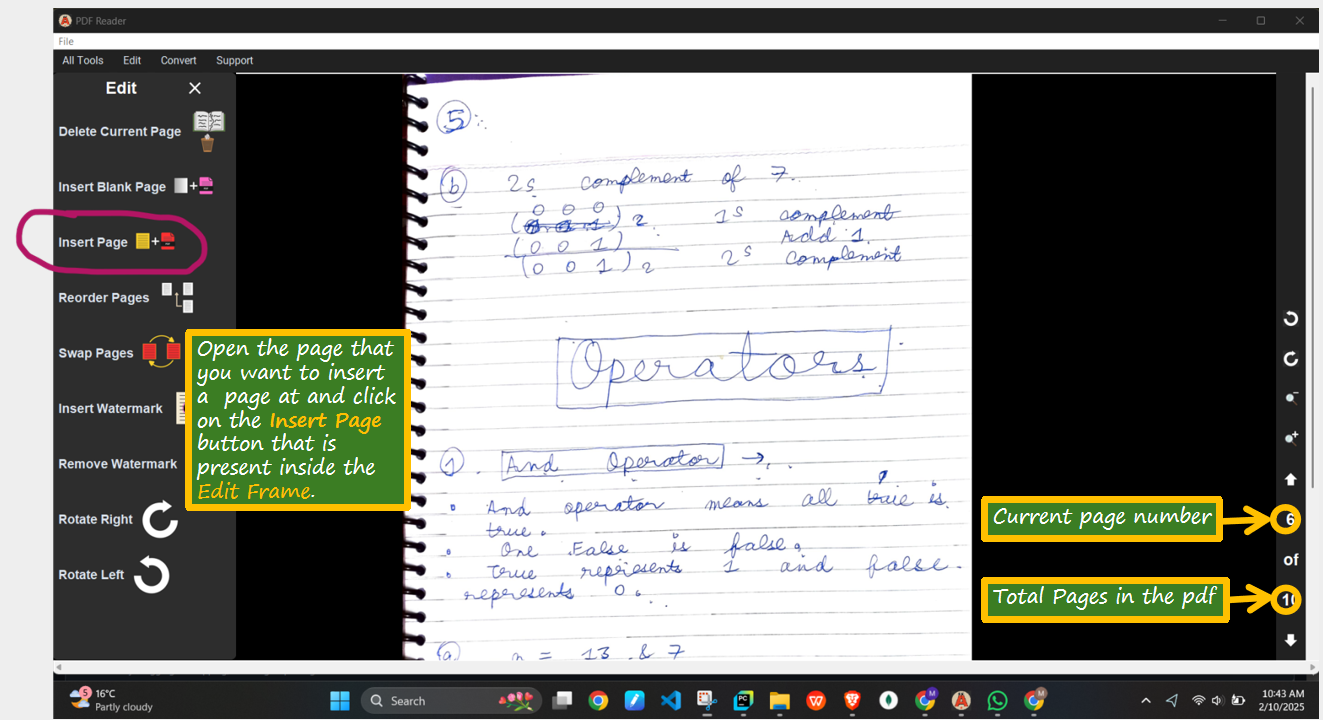 PDF Reader
File
All Tools Edit Convert Support
Edit
Delete Current Page
Insert Blank Page
Insert Page
Reorder Pages
Swap Pages
Insert Watermark
Remove Watermark
Rotate Right
Rotate Left
Open the page that
you want to insert
a page at and click
on the Insert Page
button that is
present inside the
Edit Frame.
5
b 2s complement of 7.
0 0 0
( )2 1s complement
(0 0 1) Add 1.
(0 0 1)2 2s complement
Operators
1. And Operator →
• And operator means all true is
true.
• One False is false.
• True represents 1 and false
represents 0.
a = 13 & 7
Current page number
6
of
Total Pages in the pdf
10
5
16°C
Partly cloudy
Search
10:43 AM
2/10/2025